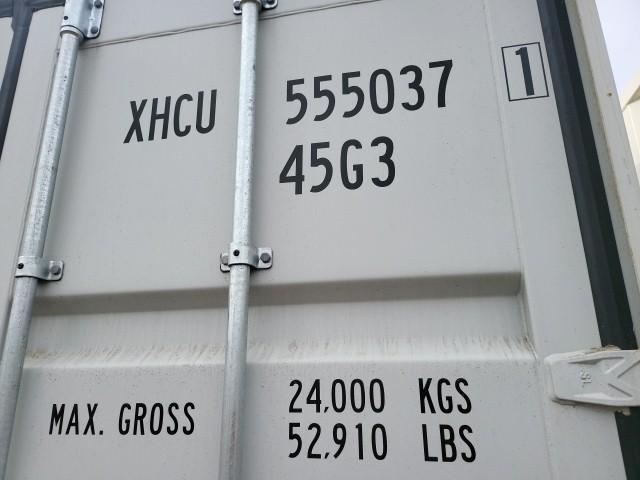 XHCU 555037 1
45G3
MAX. GROSS 24,000 KGS
52,910 LBS